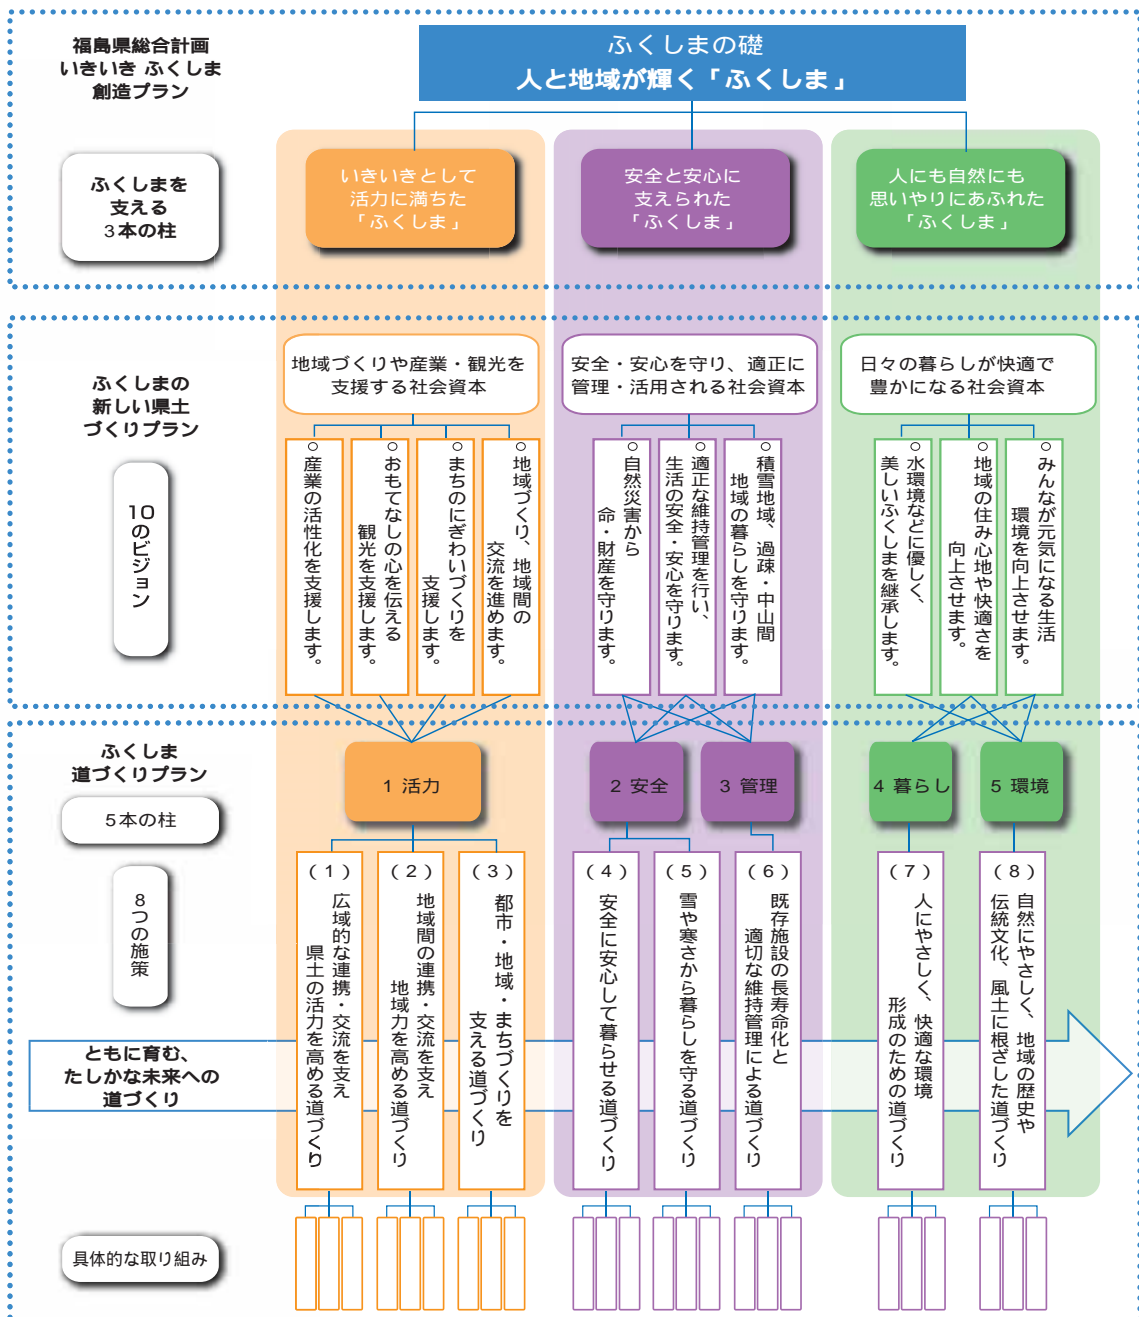 福島県総合計画
いきいき ふくしま
創造プラン
ふくしまの礎
人と地域が輝く「ふくしま」
ふくしまを
支える
3本の柱
いきいきとして
活力に満ちた
「ふくしま」
安全と安心に
支えられた
「ふくしま」
人にも自然にも
思いやりにあふれた
「ふくしま」
ふくしまの
新しい県土
づくりプラン
10のビジョン
地域づくりや産業・観光を
支援する社会資本
安全・安心を守り、適正に
管理・活用される社会資本
日々の暮らしが快適で
豊かになる社会資本
○産業の活性化を支援します。
○おもてなしの心を伝える
観光を支援します。
○まちのにぎわいづくりを
支援します。
○地域づくり、地域間の
交流を進めます。
○自然災害から
命・財産を守ります。
○適正な維持管理を行い、
生活の安全・安心を守ります。
○積雪地域、過疎・中山間
地域の暮らしを守ります。
○水環境などに優しく、
美しいふくしまを継承します。
○地域の住み心地や快適さを
向上させます。
○みんなが元気になる生活
環境を向上させます。
ふくしま
道づくりプラン
5本の柱
8つの施策
1 活力
2 安全
3 管理
4 暮らし
5 環境
(1)
広域的な連携・交流を支え
県土の活力を高める道づくり
(2)
地域間の連携・交流を支え
地域力を高める道づくり
(3)
都市・地域・まちづくりを
支える道づくり
(4)
安全に安心して暮らせる道づくり
(5)
雪や寒さから暮らしを守る道づくり
(6)
既存施設の長寿命化と
適切な維持管理による道づくり
(7)
人にやさしく、快適な環境
形成のための道づくり
(8)
自然にやさしく、地域の歴史や
伝統文化、風土に根ざした道づくり
ともに育む、
たしかな未来への
道づくり
具体的な取り組み